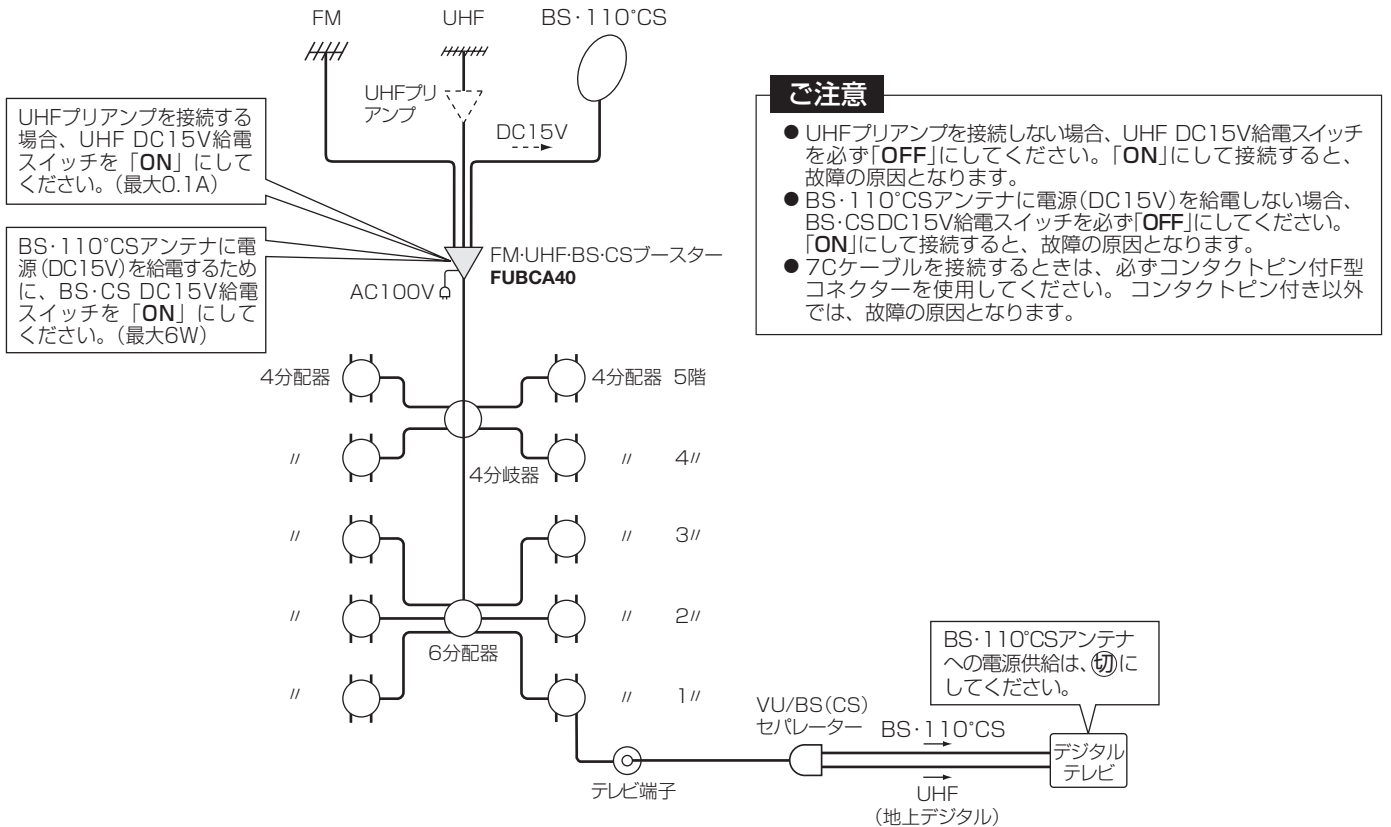 FM
UHF
BS・110°CS
UHFプリ
アンプ
DC15V
UHFプリアンプを接続する
場合、UHF DC15V給電
スイッチを「ON」にして
ください。(最大0.1A)
BS・110°CSアンテナに電
源(DC15V)を給電するため
に、BS・CS DC15V給電
スイッチを「ON」にして
ください。(最大6W)
FM・UHF・BS・CSブースター
FUBCA40
AC100V
ご注意
● UHFプリアンプを接続しない場合、UHF DC15V給電スイッチ
を必ず「OFF」にしてください。「ON」にして接続すると、
故障の原因となります。
● BS・110°CSアンテナに電源(DC15V)を給電しない場合、
BS・CS DC15V給電スイッチを必ず「OFF」にしてください。
「ON」にして接続すると、故障の原因となります。
● 7Cケーブルを接続するときは、必ずコンタクトピン付F型
コネクターを使用してください。 コンタクトピン付き以外
では、故障の原因となります。
4分配器
4分配器 5階
〃
4分岐器
〃 4〃
〃
〃 3〃
〃
〃 2〃
6分配器
〃
〃 1〃
テレビ端子
VU/BS(CS)
セパレーター
BS・110°CS
UHF
(地上デジタル)
BS・110°CSアンテナ
への電源供給は、㊛に
してください。
デジタル
テレビ